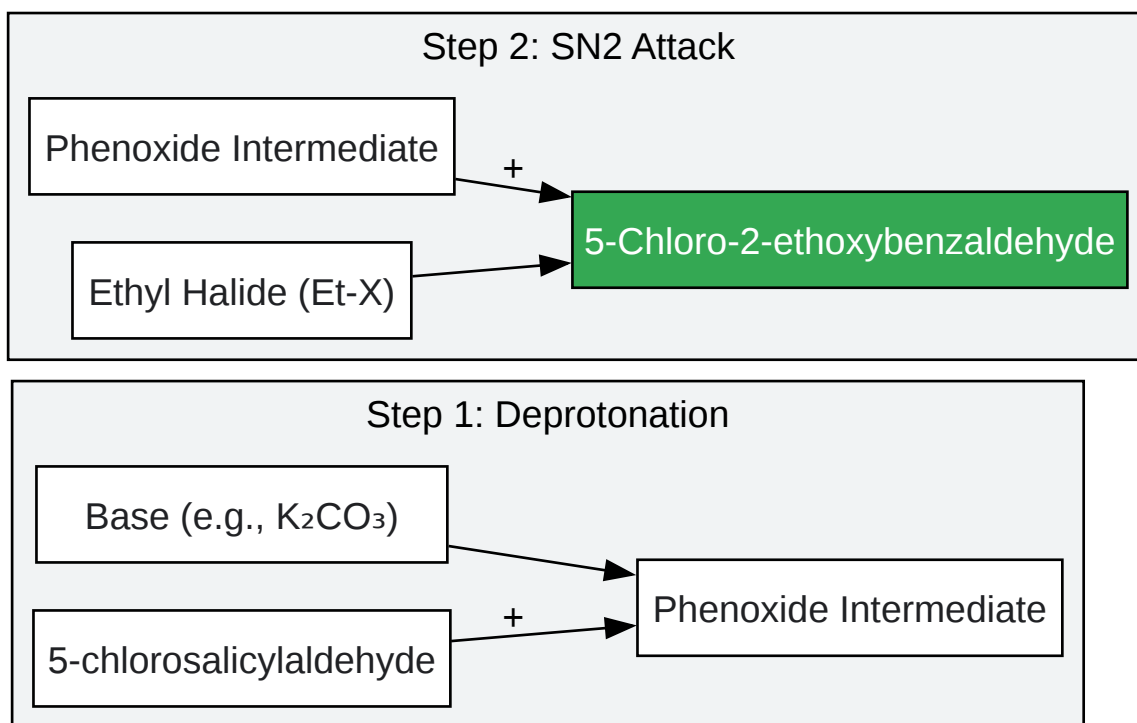 Step 2: SN2 Attack
Phenoxide Intermediate
+
5-Chloro-2-ethoxybenzaldehyde
Ethyl Halide (Et-X)
Step 1: Deprotonation
Base (e.g., K₂CO₃)
Phenoxide Intermediate
+
5-chlorosalicylaldehyde